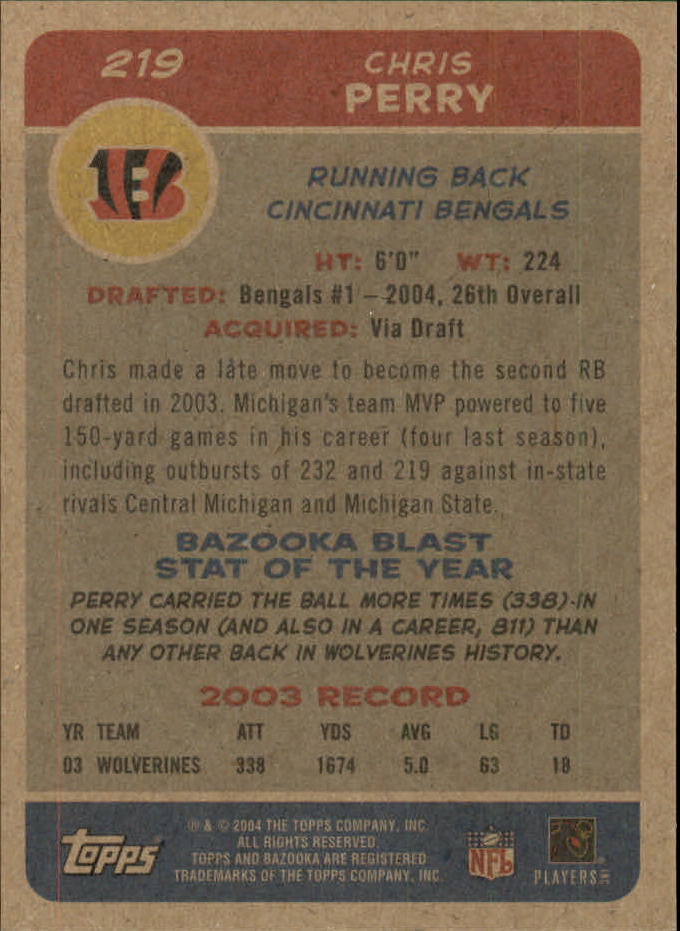 219
CHRIS
PERRY
RUNNING BACK
CINCINNATI BENGALS
HT: 6'0" WT: 224
DRAFTED: Bengals #1 – 2004, 26th Overall
ACQUIRED: Via Draft
Chris made a late move to become the second RB
drafted in 2003. Michigan's team MVP powered to five
150-yard games in his career (four last season),
including outbursts of 232 and 219 against in-state
rivals Central Michigan and Michigan State.
BAZOOKA BLAST
STAT OF THE YEAR
PERRY CARRIED THE BALL MORE TIMES (338) IN
ONE SEASON (AND ALSO IN A CAREER, 811) THAN
ANY OTHER BACK IN WOLVERINES HISTORY.
2003 RECORD
YR TEAM ATT YDS AVG LG TD
03 WOLVERINES 338 1674 5.0 63 18
topps
® & © 2004 THE TOPPS COMPANY, INC.
ALL RIGHTS RESERVED
TOPPS AND BAZOOKA ARE REGISTERED
TRADEMARKS OF THE TOPPS COMPANY, INC.
NFL
PLAYERS